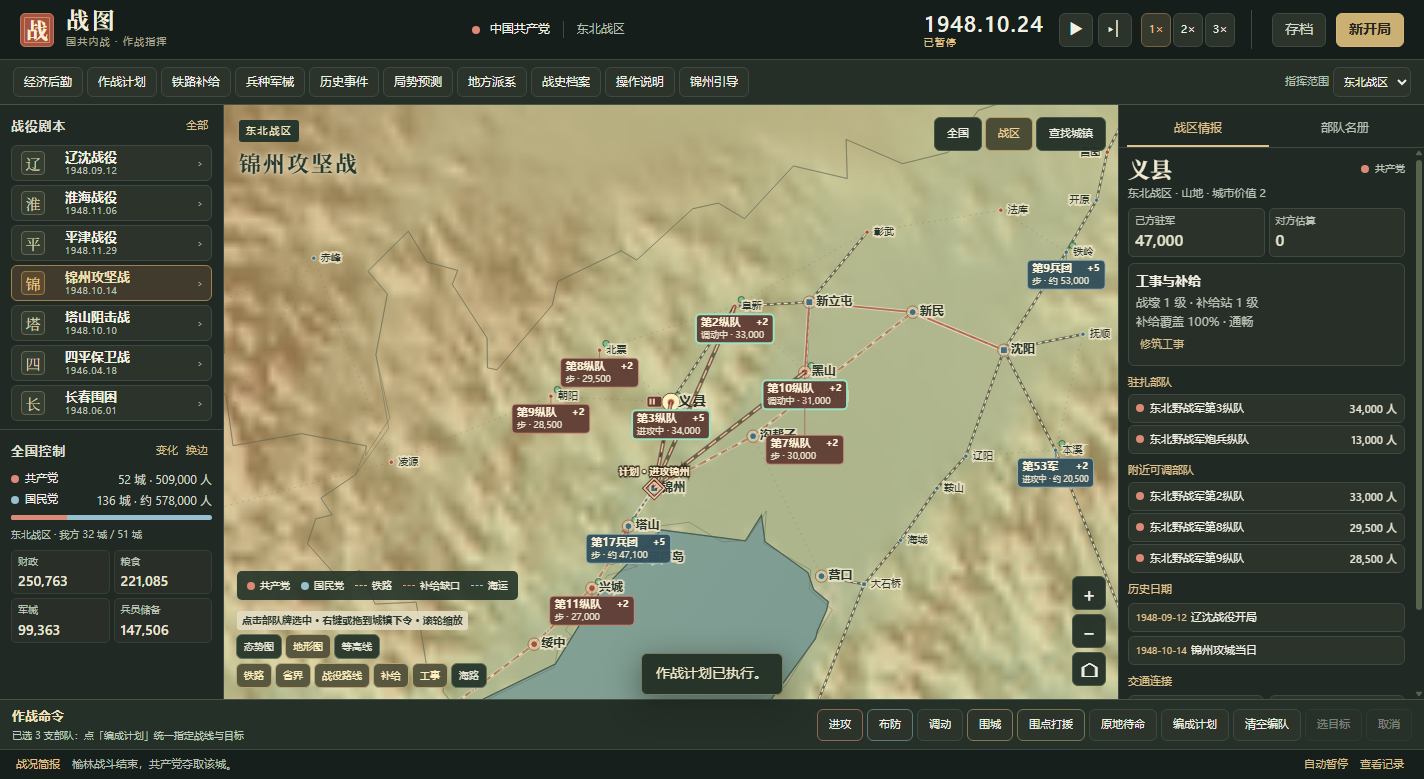 战
战图
国共内战 · 作战指挥
中国共产党
东北战区
1948.10.24
已暂停
1×
2×
3×
存档
新开局
经济后勤
作战计划
铁路补给
兵种军械
历史事件
局势预测
地方派系
战史档案
操作说明
锦州引导
指挥范围
东北战区
战役剧本
全部
辽
辽沈战役
1948.09.12
淮
淮海战役
1948.11.06
平
平津战役
1948.11.29
锦
锦州攻坚战
1948.10.14
塔
塔山阻击战
1948.10.10
四
四平保卫战
1946.04.18
长
长春围困
1948.06.01
全国控制
变化
换边
共产党
52 城 · 509,000 人
国民党
136 城 · 约 578,000 人
东北战区 · 我方 32 城 / 51 城
财政
250,763
粮食
221,085
军械
99,363
兵员储备
147,506
东北战区
锦州攻坚战
全国
战区
查找城镇
开原
法库
彰武
赤峰
铁岭
第9兵团 +5
步 · 约 53,000
阜新
新立屯
新民
第2纵队 +2
调动中 · 33,000
抚顺
沈阳
北票
第8纵队 +2
步 · 29,500
黑山
第10纵队 +2
调动中 · 31,000
朝阳
第9纵队 +2
步 · 28,500
义县
第3纵队 +5
进攻中 · 34,000
沟帮子
第7纵队 +2
步 · 30,000
本溪
第53军 +2
进攻中 · 约 20,500
辽阳
凌源
计划 · 进攻锦州
锦州
鞍山
塔山
第17兵团 +5
步 · 约 47,100
岛
海城
营口
大石桥
兴城
第11纵队 +2
步 · 27,000
绥中
共产党
国民党
铁路
补给缺口
海运
点击部队牌选中 · 右键或拖到城镇下令 · 滚轮缩放
态势图
地形图
等高线
铁路
省界
战役路线
补给
工事
海路
+
−
作战计划已执行。
战区情报
部队名册
义县
共产党
东北战区 · 山地 · 城市价值 2
己方驻军
47,000
对方估算
0
工事与补给
战壕 1 级 · 补给站 1 级
补给覆盖 100% · 通畅
修筑工事
驻扎部队
东北野战军第3纵队
34,000 人
东北野战军炮兵纵队
13,000 人
附近可调部队
东北野战军第2纵队
33,000 人
东北野战军第8纵队
29,500 人
东北野战军第9纵队
28,500 人
历史日期
1948-09-12 辽沈战役开局
1948-10-14 锦州攻城当日
交通连接
作战命令
已选 3 支部队：点「编成计划」统一指定战线与目标
进攻
布防
调动
围城
围点打援
原地待命
编成计划
清空编队
选目标
取消
战况简报
榆林战斗结束，共产党夺取该城。
自动暂停
查看记录